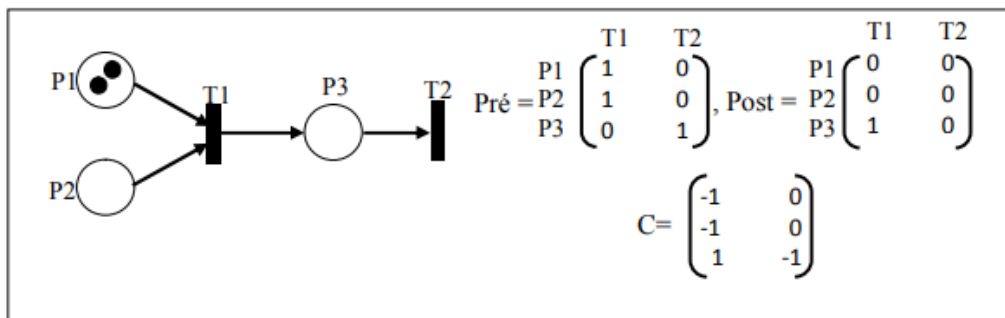 P1
T1
P3
T2
P2
T1 T2
Pré = P1 1 0
P2 1 0
P3 0 1
, Post =
T1 T2
P1 0 0
P2 0 0
P3 1 0
C= -1 0
-1 0
1 -1